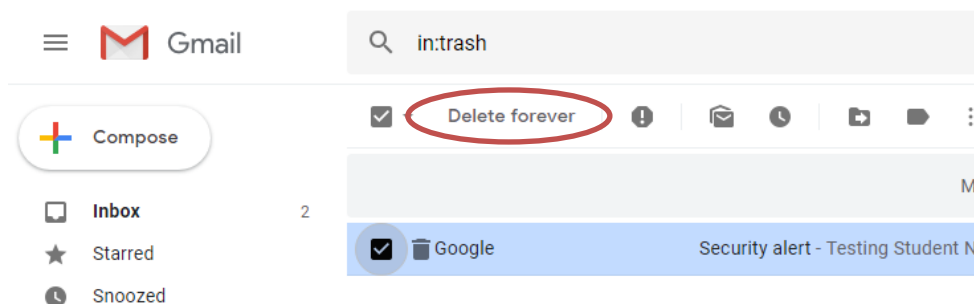 Gmail
in:trash
Delete forever
Compose
Inbox 2
Starred
Snoozed
M
Google Security alert - Testing Student N